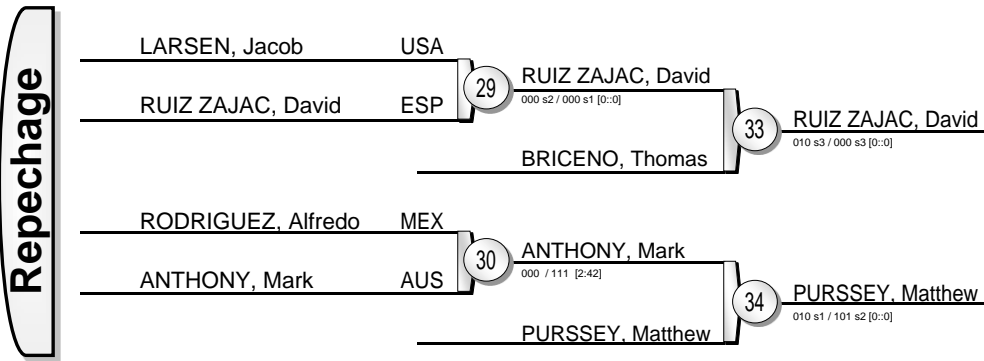 Repechage
LARSEN, Jacob USA
RUIZ ZAJAC, David ESP
29
RUIZ ZAJAC, David
000 s2 / 000 s1 [0::0]
BRICENO, Thomas
33
RUIZ ZAJAC, David
010 s3 / 000 s3 [0::0]
RODRIGUEZ, Alfredo MEX
ANTHONY, Mark AUS
30
ANTHONY, Mark
000 / 111 [2:42]
PURSSEY, Matthew
34
PURSSEY, Matthew
010 s1 / 101 s2 [0::0]